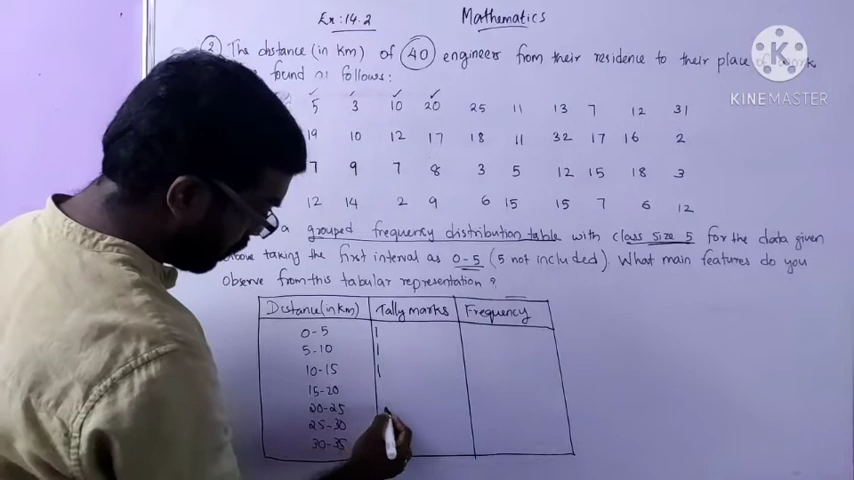 Ex:14.2 Mathematics
② The distance (in km) of 40 engineers from their residence to their place of work
found as follows:
5 3 10 20 25 11 13 7 12 31
19 10 12 17 18 11 32 17 16 2
7 9 7 8 3 5 12 15 18 3
12 14 2 9 6 15 15 7 6 12
a grouped frequency distribution table with class size 5 for the data given
above taking the first interval as 0-5 (5 not included). What main features do you
observe from this tabular representation?
Distance (in km) Tally marks Frequency
0-5 |
5-10 |
10-15 |
15-20
20-25
25-30
30-35
K
KINEMASTER